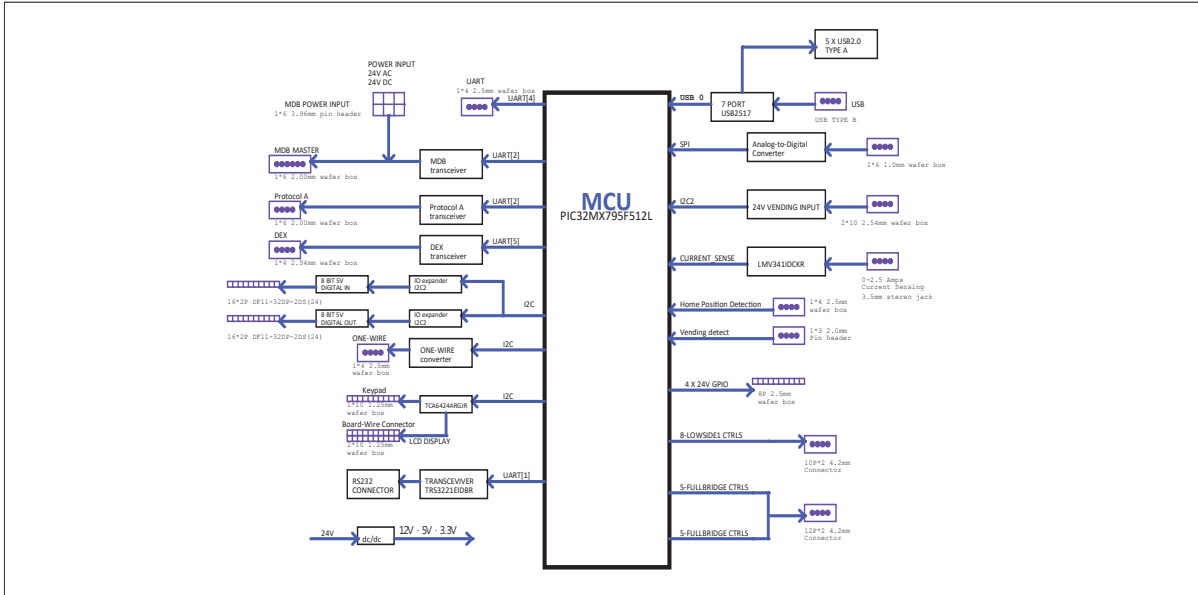 5 X USB2.0
TYPE A
POWER INPUT
24V AC
24V DC
UART
1*4 2.5mm wafer box
UART[4]
USB 0
7 PORT
USB2517
USB
USB TYPE B
MDB POWER INPUT
1*6 3.96mm pin header
MDB MASTER
1*6 2.00mm wafer box
MDB
transceiver
UART[2]
SPI
Analog-to-Digital
Converter
1*6 1.0mm wafer box
Protocol A
1*6 2.00mm wafer box
Protocol A
transceiver
UART[2]
MCU
PIC32MX795F512L
I2C2
24V VENDING INPUT
2*10 2.54mm wafer box
DEX
1*4 2.54mm wafer box
DEX
transceiver
UART[5]
CURRENT_SENSE
LMV341IDCKR
0-2.5 Amps
Current Sensing
3.5mm stereo jack
16*2P DF11-32DP-2DS(24)
8 BIT 5V
DIGITAL IN
IO expander
I2C2
I2C
16*2P DF11-32DP-2DS(24)
8 BIT 5V
DIGITAL OUT
IO expander
I2C2
Home Position Detection
1*4 2.5mm
wafer box
Vending detect
1*3 2.0mm
Pin header
ONE-WIRE
1*4 2.5mm
wafer box
ONE-WIRE
converter
I2C
4 X 24V GPIO
8P 2.5mm
wafer box
Keypad
1*10 1.25mm
wafer box
TCA6424ARGJR
I2C
Board-Wire Connector
2*10 1.25mm
wafer box
LCD DISPLAY
8-LOWSIDE1 CTRLS
10P*2 4.2mm
Connector
RS232
CONNECTOR
TRANSCEVIVER
TRS3221EIDBR
UART[1]
5-FULLBRIDGE CTRLS
5-FULLBRIDGE CTRLS
12P*2 4.2mm
Connector
24V
dc/dc
12V - 5V - 3.3V